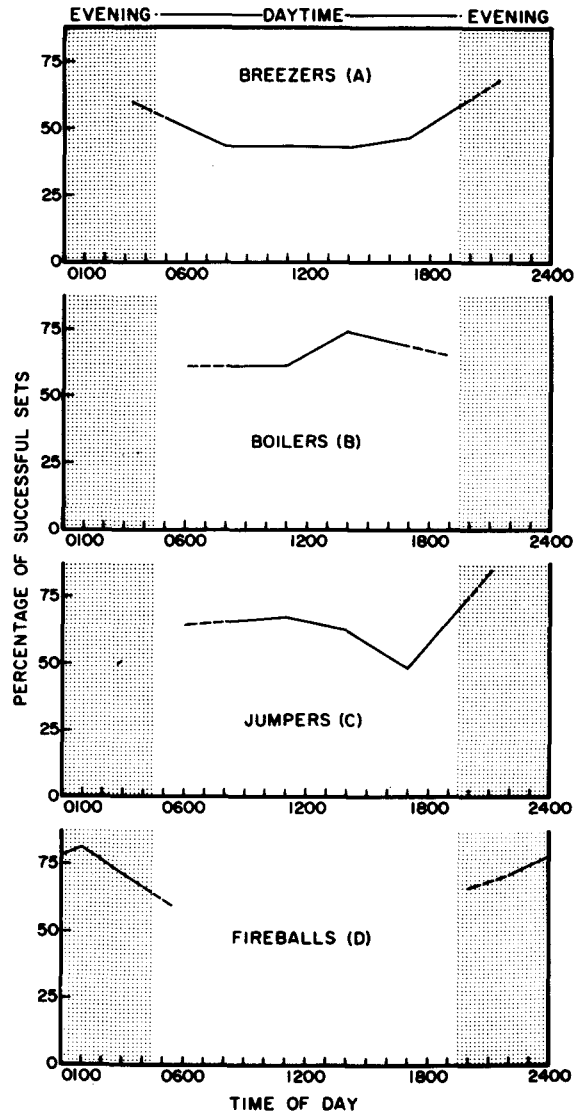 EVENING DAYTIME EVENING
BREEZERS (A)
75
50
25
0
0100 0600 1200 1800 2400
75
50
25
0
BOILERS (B)
0100 0600 1200 1800 2400
75
50
25
0
JUMPERS (C)
0100 0600 1200 1800 2400
75
50
25
0
FIREBALLS (D)
0100 0600 1200 1800 2400
TIME OF DAY
PERCENTAGE OF SUCCESSFUL SETS